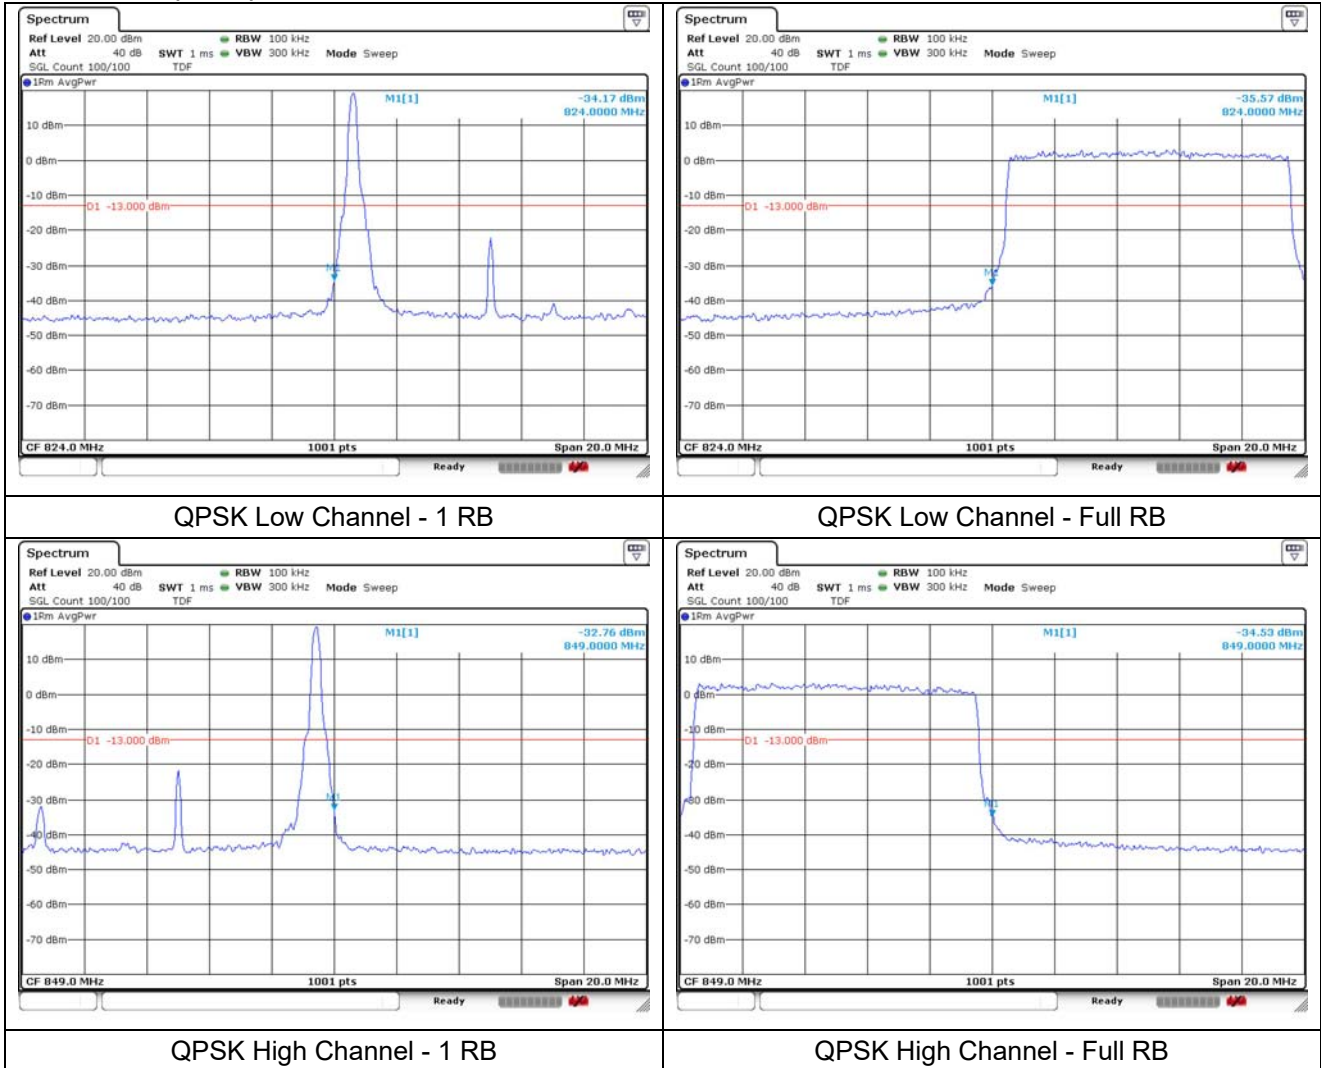 Spectrum
Ref Level 20.00 dBm RBW 100 kHz
Att 40 dB SWT 1 ms VBW 300 kHz Mode Sweep
SGL Count 100/100 TDF
1Rm AvgPwr
M1[1] -34.17 dBm
824.0000 MHz
10 dBm
0 dBm
-10 dBm
D1 -13.000 dBm
-20 dBm
-30 dBm
-40 dBm
-50 dBm
-60 dBm
-70 dBm
CF 824.0 MHz 1001 pts Span 20.0 MHz
Ready
QPSK Low Channel - 1 RB
Spectrum
Ref Level 20.00 dBm RBW 100 kHz
Att 40 dB SWT 1 ms VBW 300 kHz Mode Sweep
SGL Count 100/100 TDF
1Rm AvgPwr
M1[1] -35.57 dBm
824.0000 MHz
10 dBm
0 dBm
-10 dBm
D1 -13.000 dBm
-20 dBm
-30 dBm
-40 dBm
-50 dBm
-60 dBm
-70 dBm
CF 824.0 MHz 1001 pts Span 20.0 MHz
Ready
QPSK Low Channel - Full RB
Spectrum
Ref Level 20.00 dBm RBW 100 kHz
Att 40 dB SWT 1 ms VBW 300 kHz Mode Sweep
SGL Count 100/100 TDF
1Rm AvgPwr
M1[1] -32.76 dBm
849.0000 MHz
10 dBm
0 dBm
-10 dBm
D1 -13.000 dBm
-20 dBm
-30 dBm
-40 dBm
-50 dBm
-60 dBm
-70 dBm
CF 849.0 MHz 1001 pts Span 20.0 MHz
Ready
QPSK High Channel - 1 RB
Spectrum
Ref Level 20.00 dBm RBW 100 kHz
Att 40 dB SWT 1 ms VBW 300 kHz Mode Sweep
SGL Count 100/100 TDF
1Rm AvgPwr
M1[1] -34.53 dBm
849.0000 MHz
10 dBm
0 dBm
-10 dBm
D1 -13.000 dBm
-20 dBm
-30 dBm
M1
-40 dBm
-50 dBm
-60 dBm
-70 dBm
CF 849.0 MHz 1001 pts Span 20.0 MHz
Ready
QPSK High Channel - Full RB